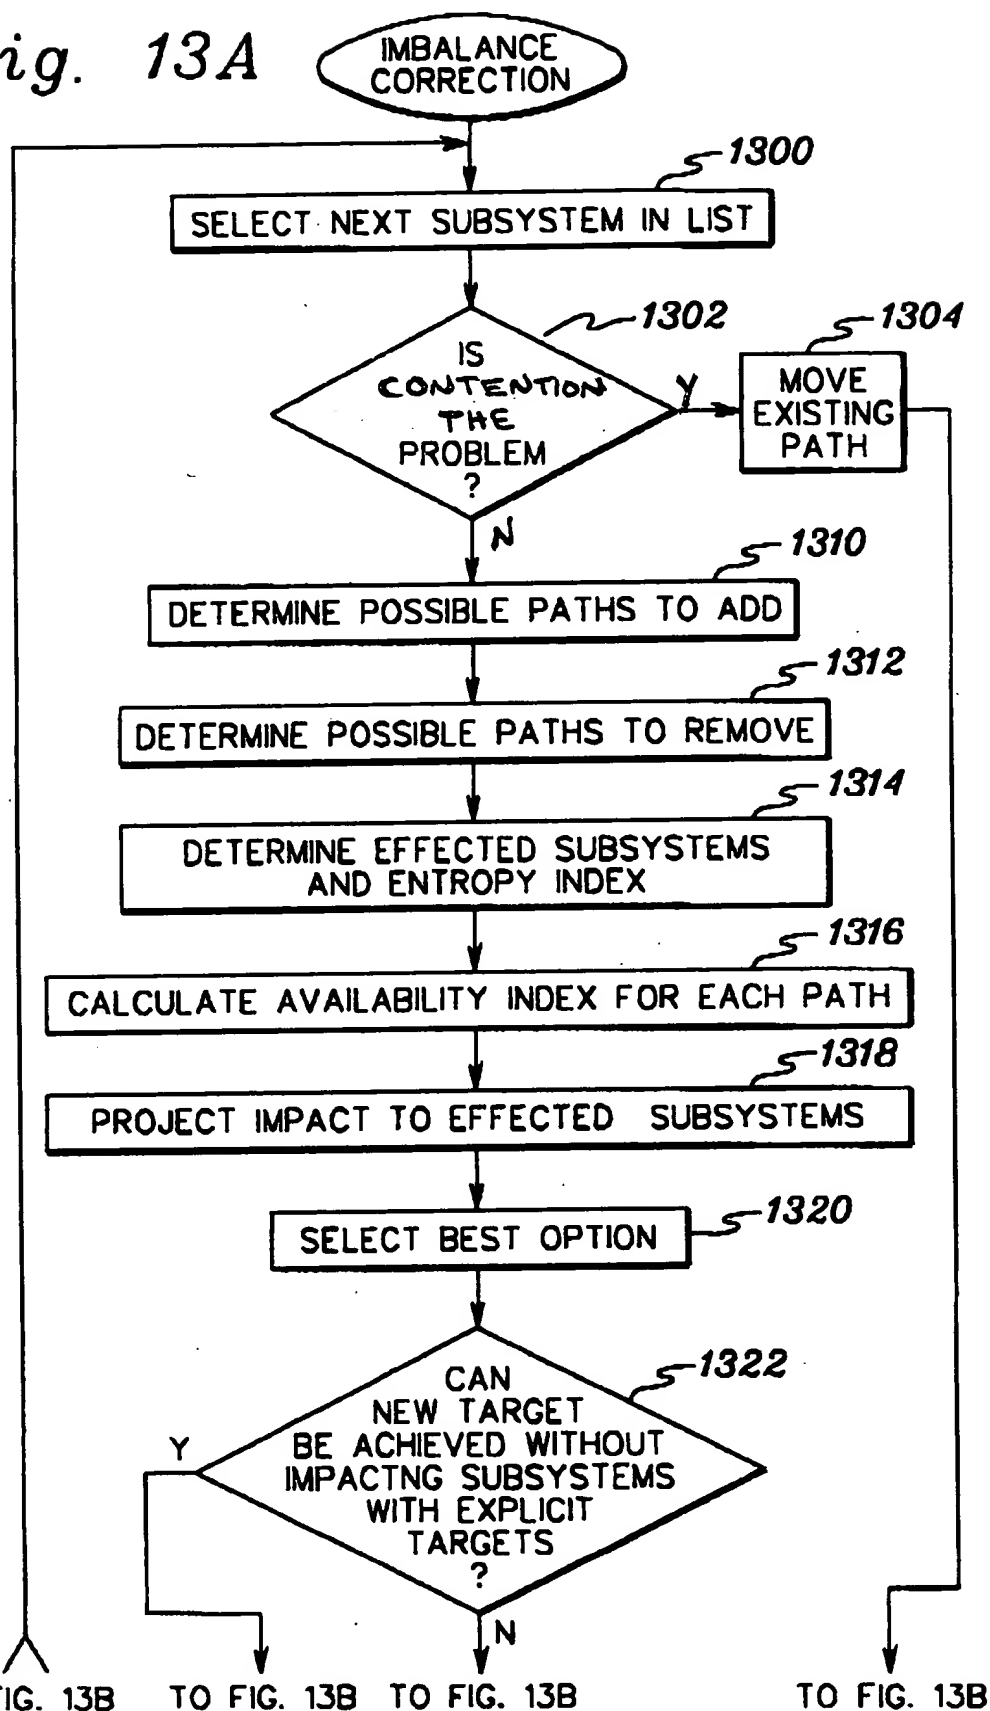 ig. 13A
IMBALANCE
CORRECTION
1300
SELECT NEXT SUBSYSTEM IN LIST
1302
IS
CONTENTION
THE
PROBLEM
?
Y
1304
MOVE
EXISTING
PATH
N
1310
DETERMINE POSSIBLE PATHS TO ADD
1312
DETERMINE POSSIBLE PATHS TO REMOVE
1314
DETERMINE EFFECTED SUBSYSTEMS
AND ENTROPY INDEX
1316
CALCULATE AVAILABILITY INDEX FOR EACH PATH
1318
PROJECT IMPACT TO EFFECTED SUBSYSTEMS
1320
SELECT BEST OPTION
1322
CAN
NEW TARGET
BE ACHIEVED WITHOUT
IMPACTNG SUBSYSTEMS
WITH EXPLICIT
TARGETS
?
Y
N
FIG. 13B
TO FIG. 13B
TO FIG. 13B
TO FIG. 13B